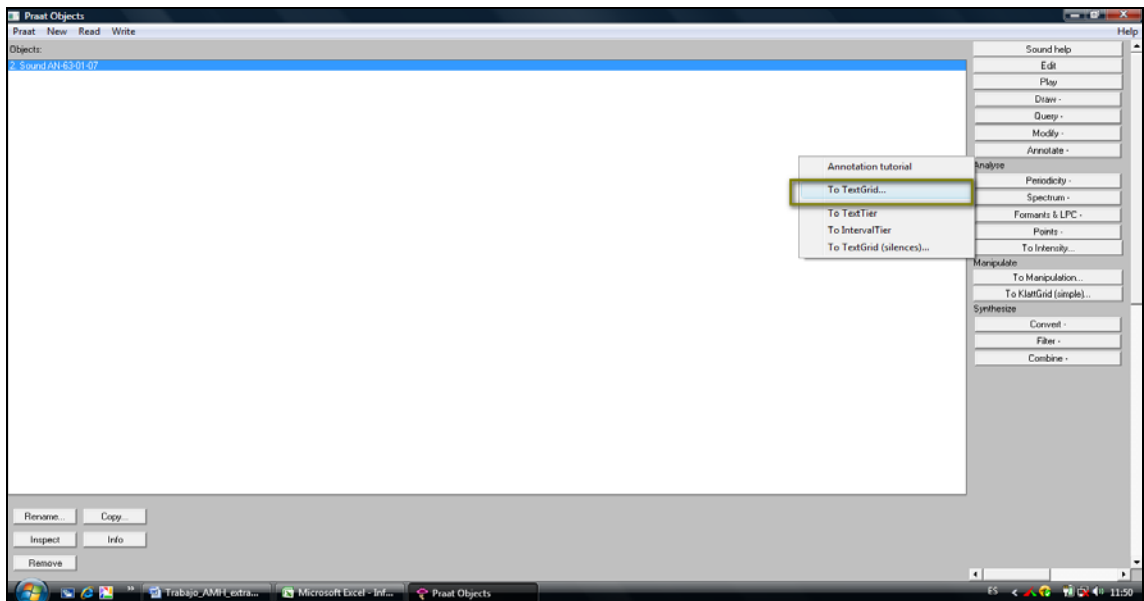 Praat Objects
Praat New Read Write Help
Objects:
2. Sound AN-63-01-07
Sound help
Edit
Play
Draw -
Query -
Modify -
Annotate -
Annotation tutorial
To TextGrid...
To TextTier
To IntervalTier
To TextGrid (silences)...
Analyse
Periodicity -
Spectrum -
Formants & LPC -
Points -
To Intensity...
Manipulate
To Manipulation...
To KlattGrid (simple)...
Synthesize
Convert -
Filter -
Combine -
Rename... Copy...
Inspect Info
Remove
Trabajo_AMH_extra... Microsoft Excel - Inf... Praat Objects ES 11:50